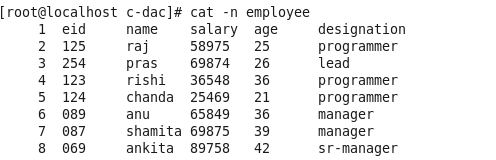 [root@localhost c-dac]# cat -n employee
1 eid name salary age designation
2 125 raj 58975 25 programmer
3 254 pras 69874 26 lead
4 123 rishi 36548 36 programmer
5 124 chanda 25469 21 programmer
6 089 anu 65849 36 manager
7 087 shamita 69875 39 manager
8 069 ankita 89758 42 sr-manager